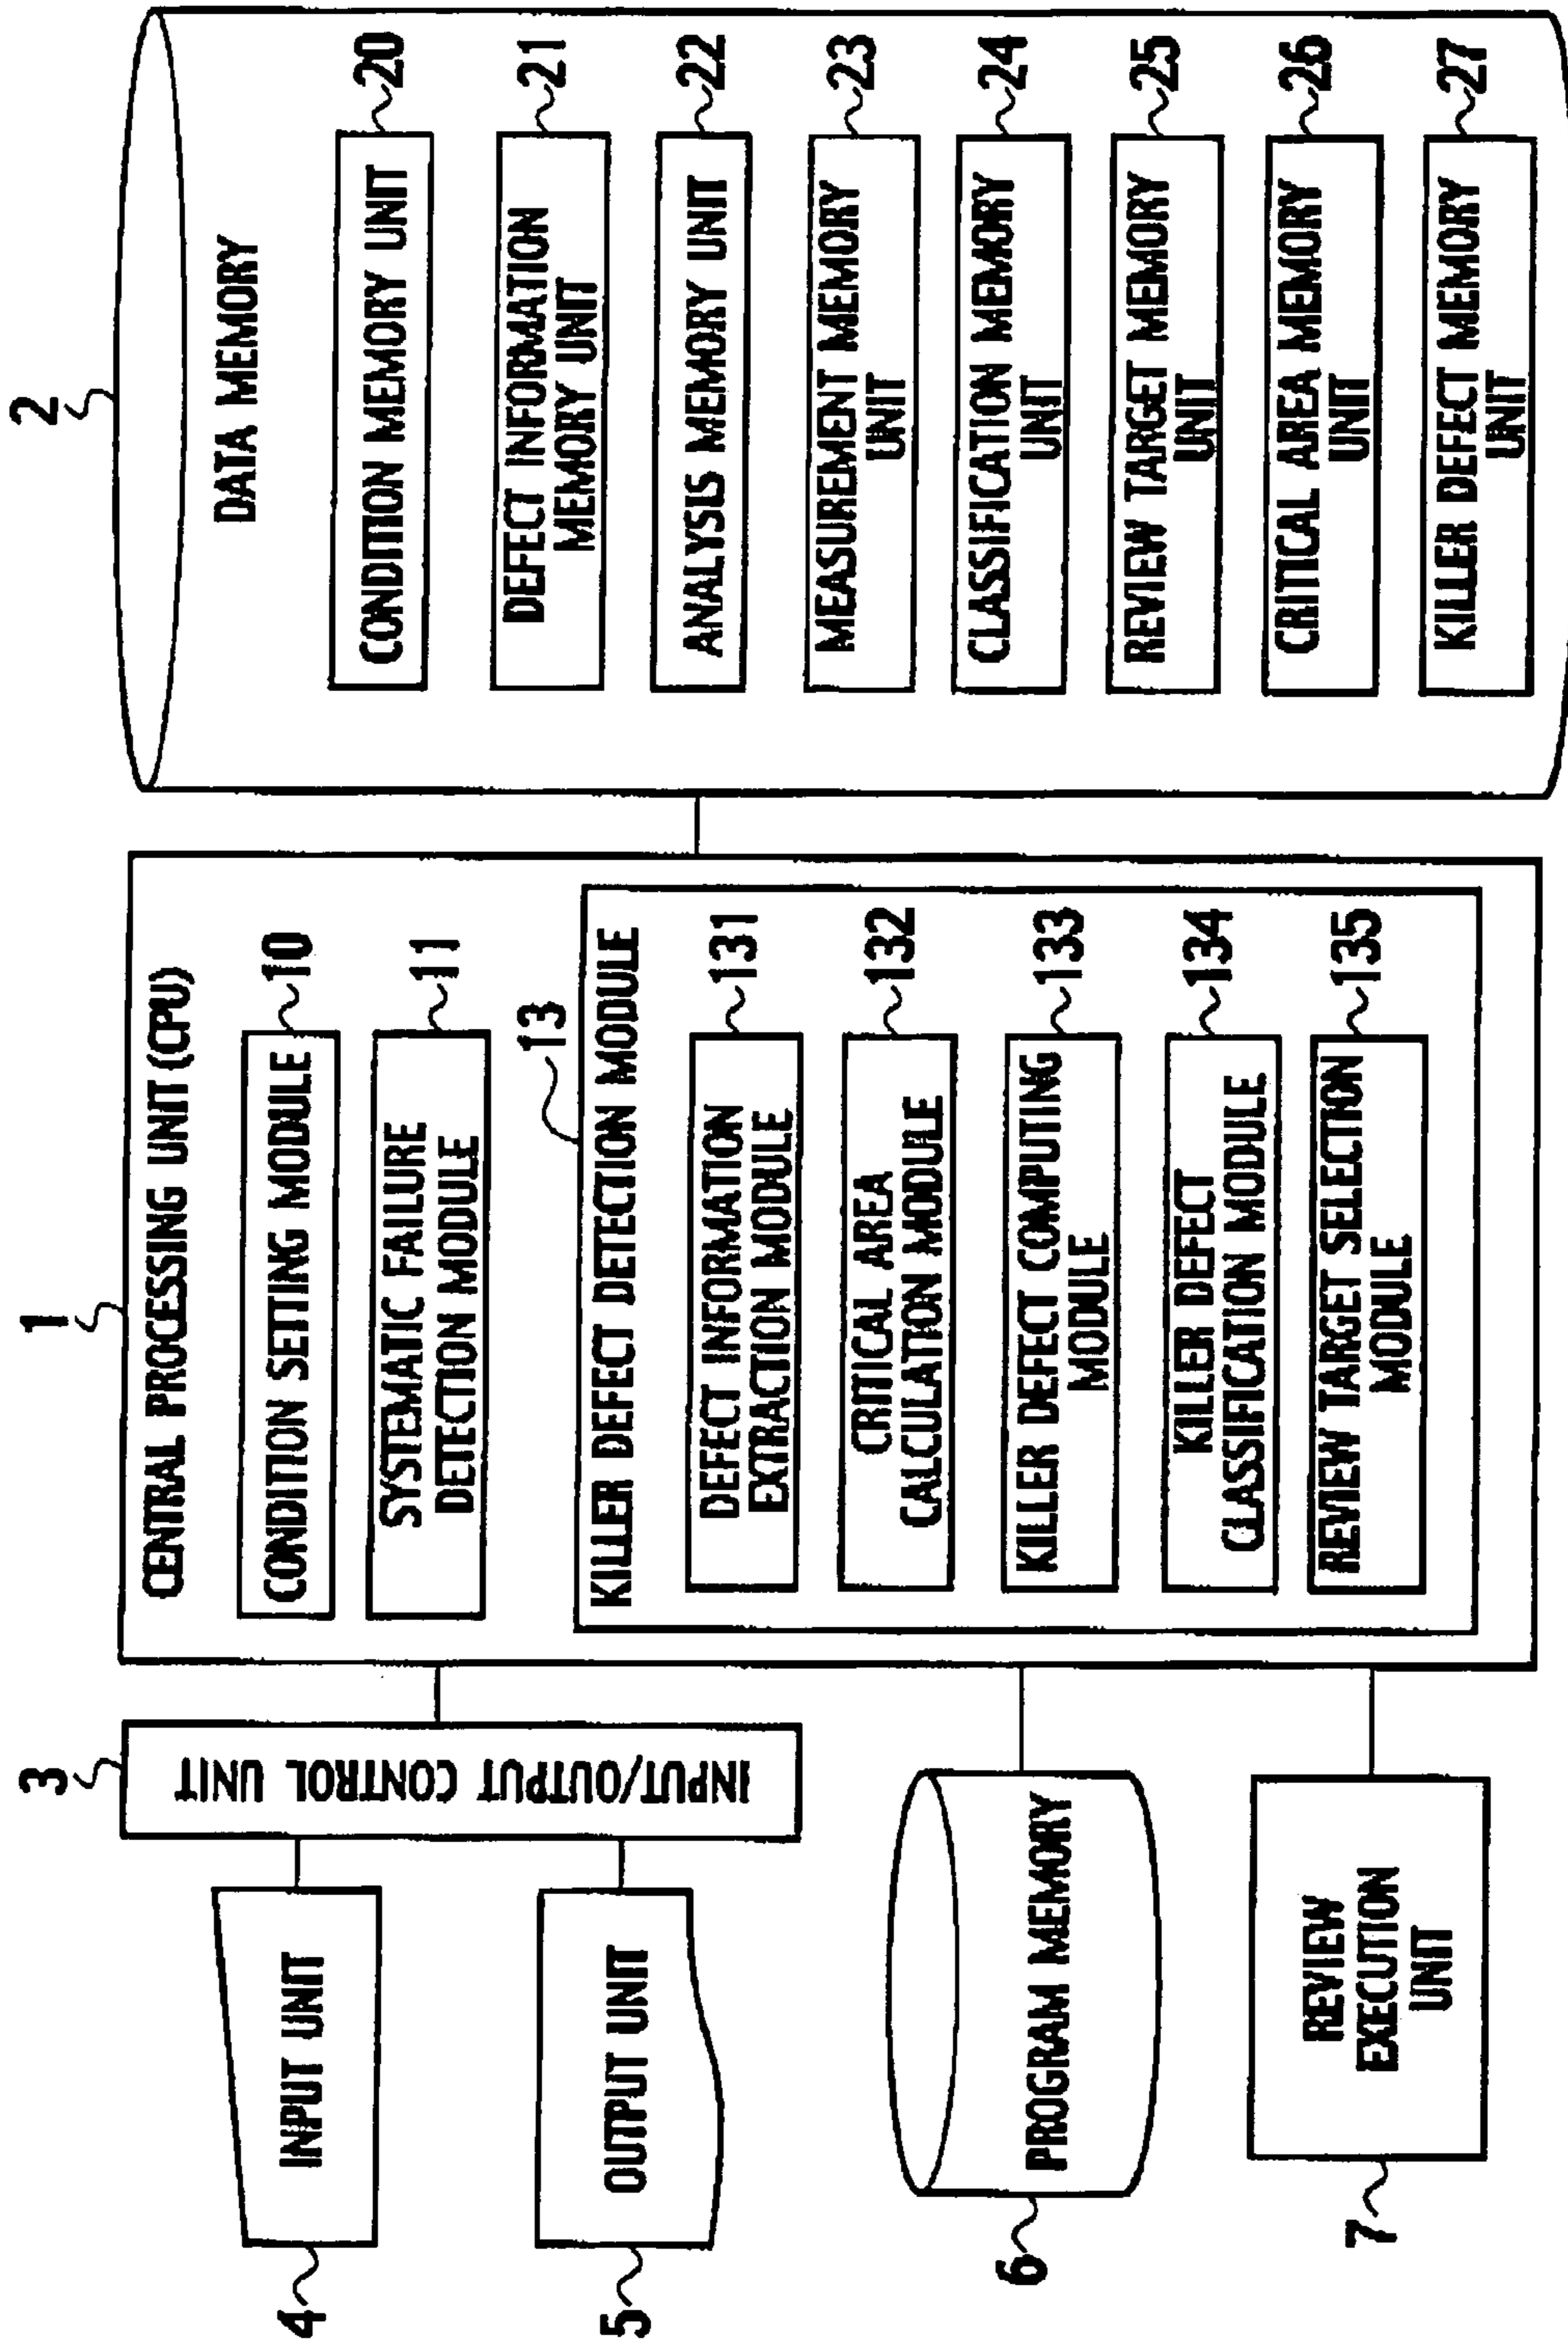 4
INPUT UNIT
5
OUTPUT UNIT
3
INPUT/OUTPUT CONTROL UNIT
6
PROGRAM MEMORY
7
REVIEW
EXECUTION
UNIT
1
CENTRAL PROCESSING UNIT (CPU)
CONDITION SETTING MODULE
10
SYSTEMATIC FAILURE
DETECTION MODULE
11
13
KILLER DEFECT DETECTION MODULE
DEFECT INFORMATION
EXTRACTION MODULE
131
CRITICAL AREA
CALCULATION MODULE
132
KILLER DEFECT COMPUTING
MODULE
133
KILLER DEFECT
CLASSIFICATION MODULE
134
REVIEW TARGET SELECTION
MODULE
135
2
DATA MEMORY
CONDITION MEMORY UNIT
20
DEFECT INFORMATION
MEMORY UNIT
21
ANALYSIS MEMORY UNIT
22
MEASUREMENT MEMORY
UNIT
23
CLASSIFICATION MEMORY
UNIT
24
REVIEW TARGET MEMORY
UNIT
25
CRITICAL AREA MEMORY
UNIT
26
KILLER DEFECT MEMORY
UNIT
27